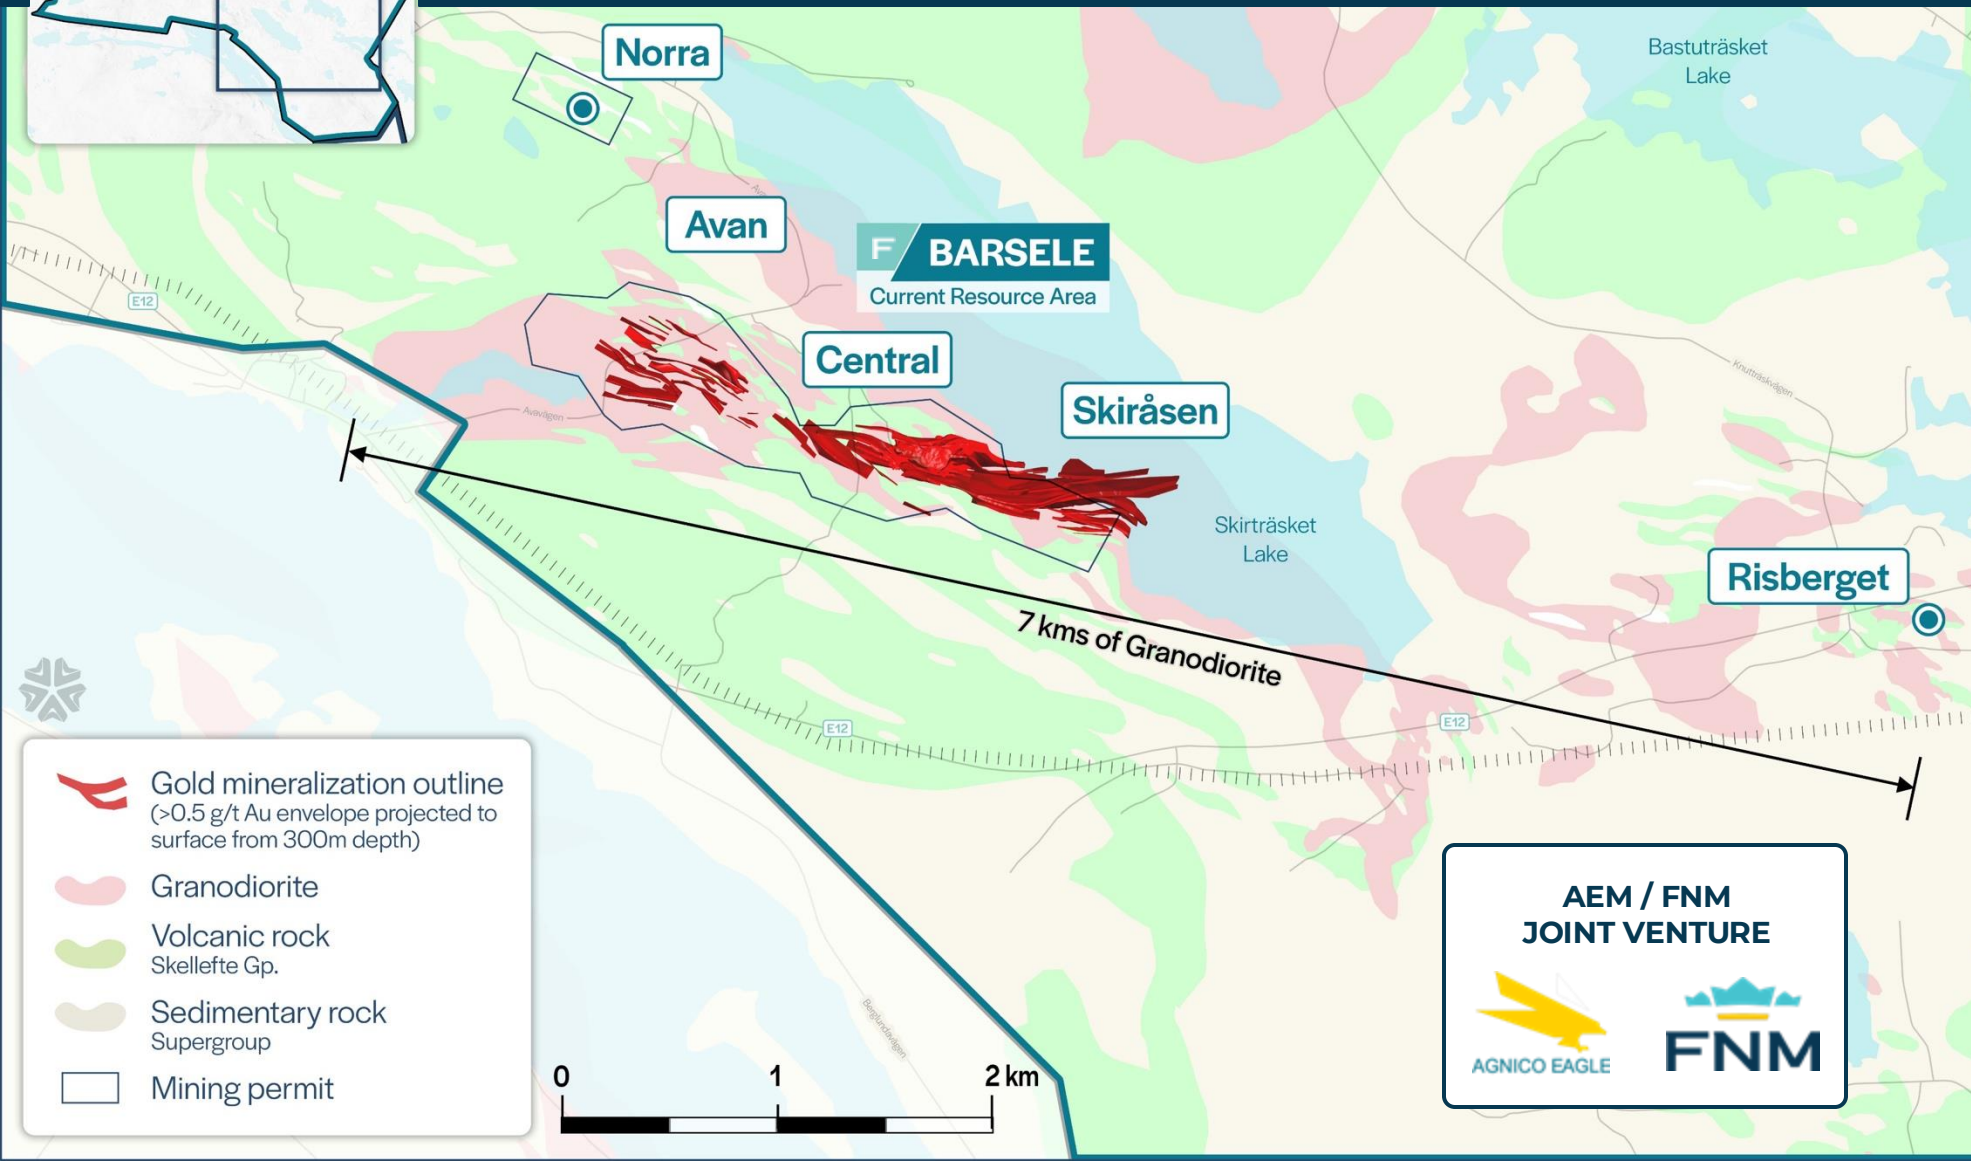 Norra
Bastuträsket
Lake
Avan
F BARSELE
Current Resource Area
E12
Central
Knutträskvägen
Skiråsen
Avavägen
Skirträsket
Lake
Risberget
7 kms of Granodiorite
E12
E12
Gold mineralization outline
(>0.5 g/t Au envelope projected to
surface from 300m depth)
Granodiorite
Volcanic rock
Skellefte Gp.
Sedimentary rock
Supergroup
Mining permit
Berglundavägen
0 1 2 km
AEM / FNM
JOINT VENTURE
AGNICO EAGLE
FNM